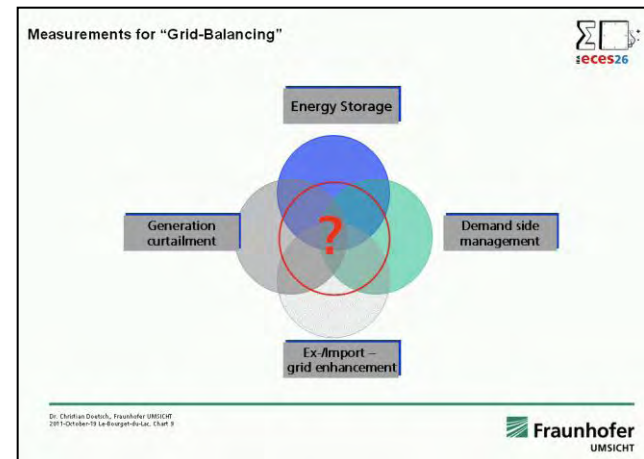 Measurements for “Grid-Balancing”
eces26
Energy Storage
Generation
curtailment
?
Demand side
management
Ex-/Import –
grid enhancement
Dr. Christian Doetsch, Fraunhofer UMSICHT
2011-October-19 Le-Bourget-du-Lac, Chart 9
Fraunhofer
UMSICHT